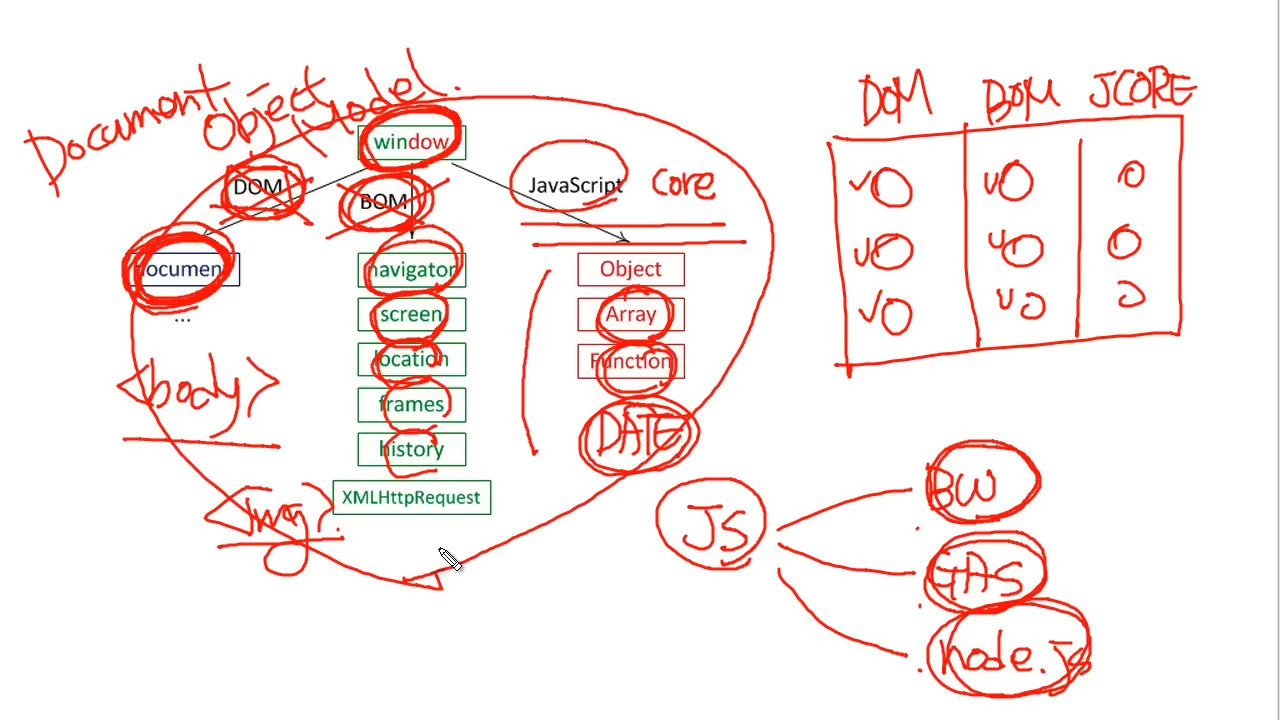 Document
Object
Model.
window
DOM
BOM
JavaScript
core
document
navigator
Object
screen
Array
...
location
Function
<body>
frames
DATE
history
XMLHttpRequest
<img>
DOM BOM JCORE
JS
BW
GAS
node.js